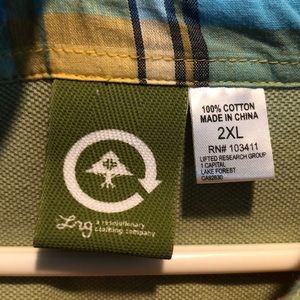 Lrg
a revolutionary
clothing company
100% COTTON
MADE IN CHINA
2XL
RN# 103411
LIFTED RESEARCH GROUP
1 CAPITAL
LAKE FOREST
CA92630